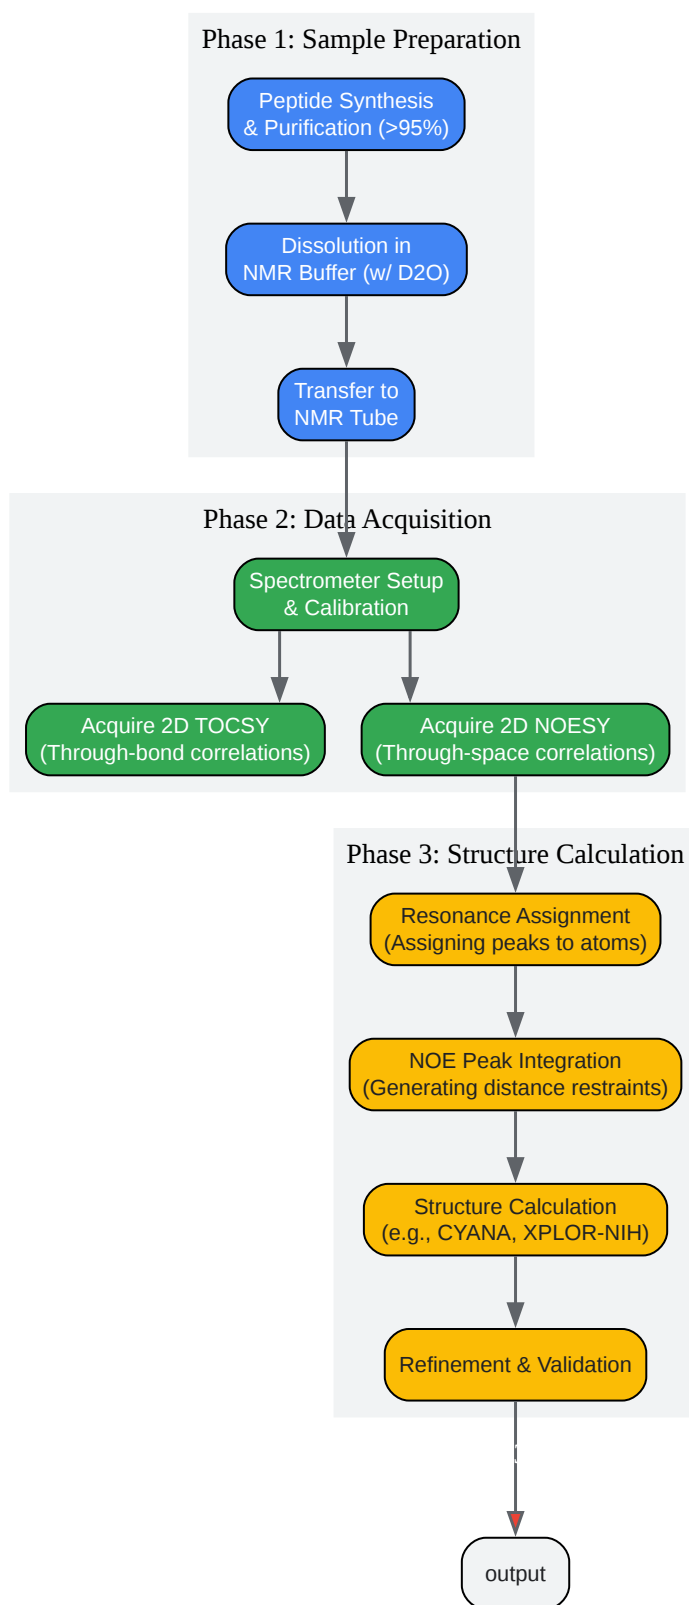 Phase 1: Sample Preparation
Peptide Synthesis
& Purification (>95%)
Dissolution in
NMR Buffer (w/ D2O)
Transfer to
NMR Tube
Phase 2: Data Acquisition
Spectrometer Setup
& Calibration
Acquire 2D TOCSY
(Through-bond correlations)
Acquire 2D NOESY
(Through-space correlations)
Phase 3: Structure Calculation
Resonance Assignment
(Assigning peaks to atoms)
NOE Peak Integration
(Generating distance restraints)
Structure Calculation
(e.g., CYANA, XPLOR-NIH)
Refinement & Validation
output